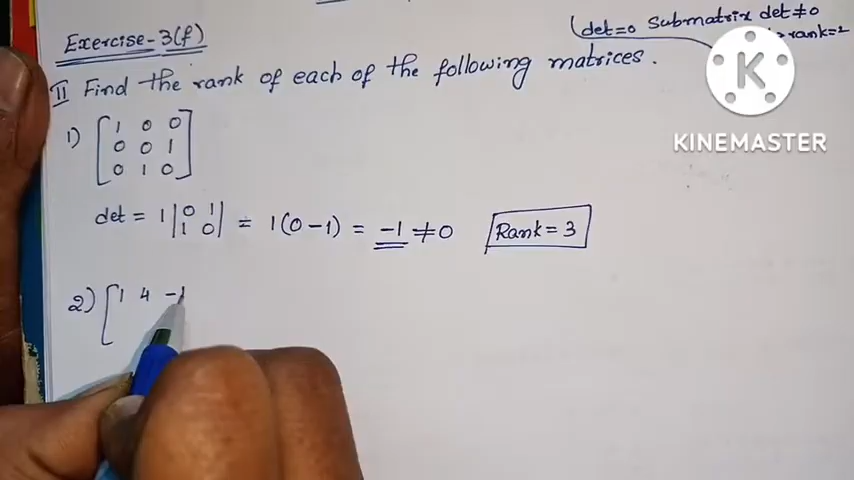 (det=0 Submatrix det≠0
rank=2
Exercise-3(f)
II Find the rank of each of the following matrices.
K
KINEMASTER
1) [1 0 0
0 0 1
0 1 0]
det = 1 |0 1
1 0| = 1(0-1) = -1 ≠0 Rank = 3
2) [1 4 -1